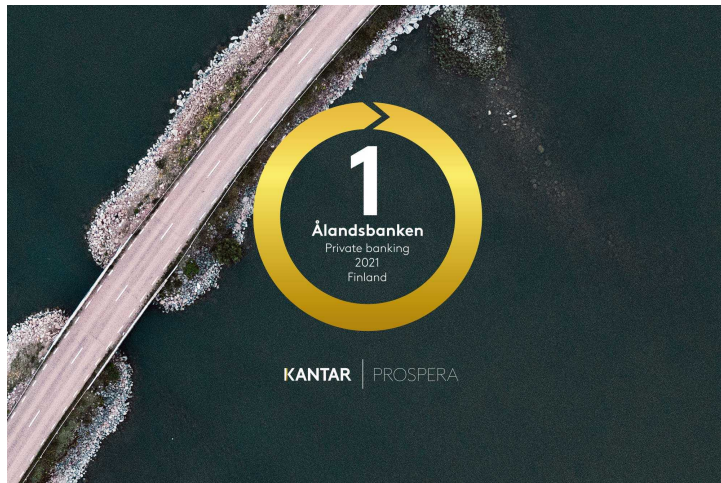 1
Ålandsbanken
Private banking
2021
Finland
KANTAR | PROSPERA